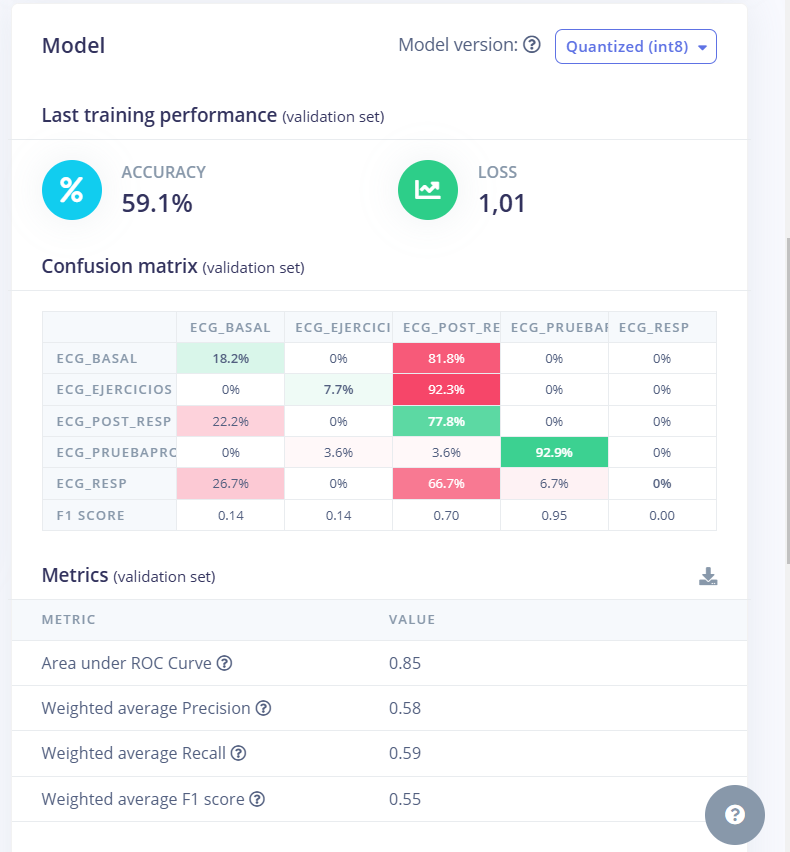 Model
Model version: Quantized (int8)
Last training performance (validation set)
ACCURACY
59.1%
LOSS
1,01
Confusion matrix (validation set)
ECG_BASAL ECG_EJERCICI ECG_POST_RE ECG_PRUEBAF ECG_RESP
ECG_BASAL 18.2% 0% 81.8% 0% 0%
ECG_EJERCICIOS 0% 7.7% 92.3% 0% 0%
ECG_POST_RESP 22.2% 0% 77.8% 0% 0%
ECG_PRUEBAPRO 0% 3.6% 3.6% 92.9% 0%
ECG_RESP 26.7% 0% 66.7% 6.7% 0%
F1 SCORE 0.14 0.14 0.70 0.95 0.00
Metrics (validation set)
METRIC VALUE
Area under ROC Curve 0.85
Weighted average Precision 0.58
Weighted average Recall 0.59
Weighted average F1 score 0.55